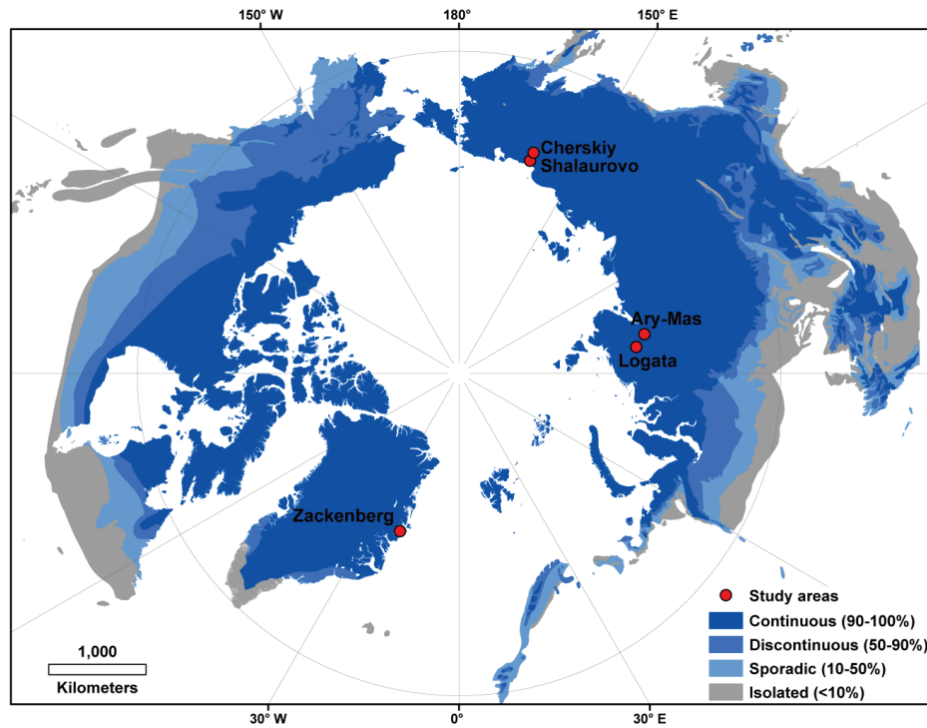 150° W
180°
150° E
Cherskiy
Shalaurovo
Ary-Mas
Logata
Zackenberg
Study areas
Continuous (90-100%)
Discontinuous (50-90%)
Sporadic (10-50%)
Isolated (<10%)
1,000
Kilometers
30° W
0°
30° E